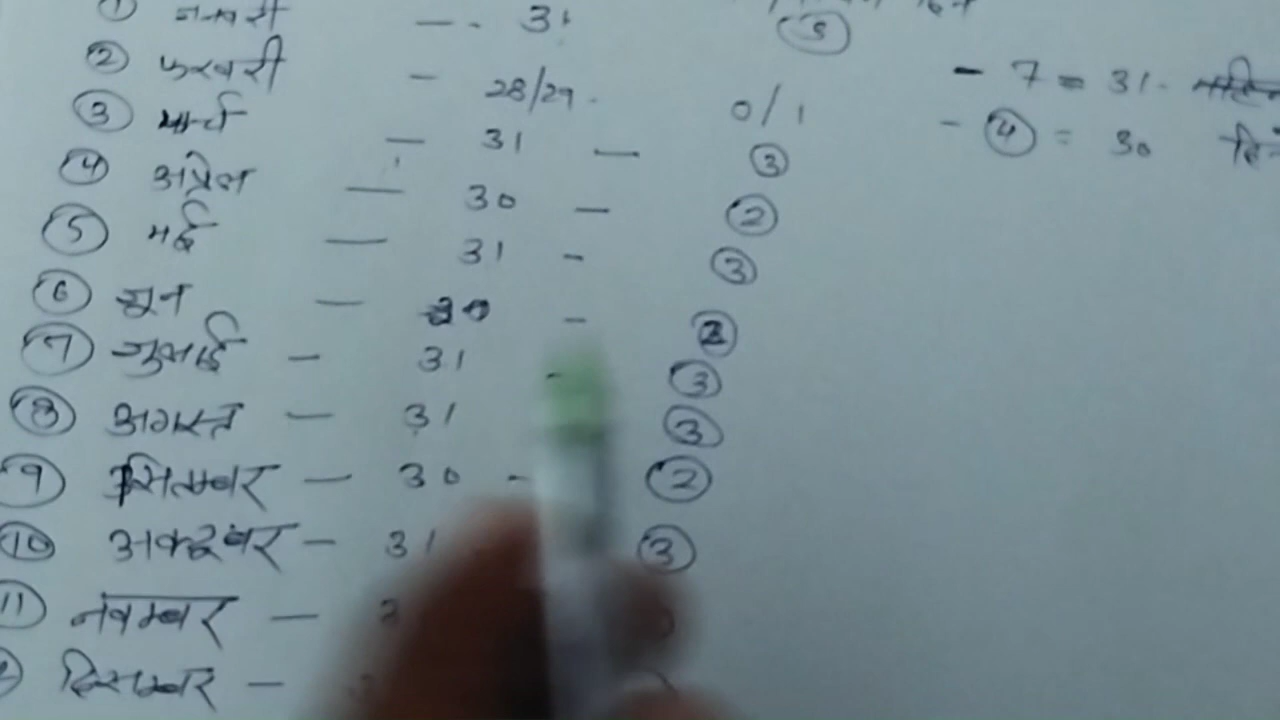 ① जनवरी — - 31
② फरवरी - 28/29 - 0/1
③ मार्च — 31 — ③
④ अप्रैल — 30 — ②
⑤ मई — 31 - ③
⑥ जून — 30 - ②
⑦ जुलाई - 31 - ③
⑧ अगस्त — 31 ③
⑨ सितम्बर — 30 - ②
⑩ अक्टूबर - 31 ③
11 नवम्बर —
दिसम्बर —
- 7 = 31
- ④ = 30